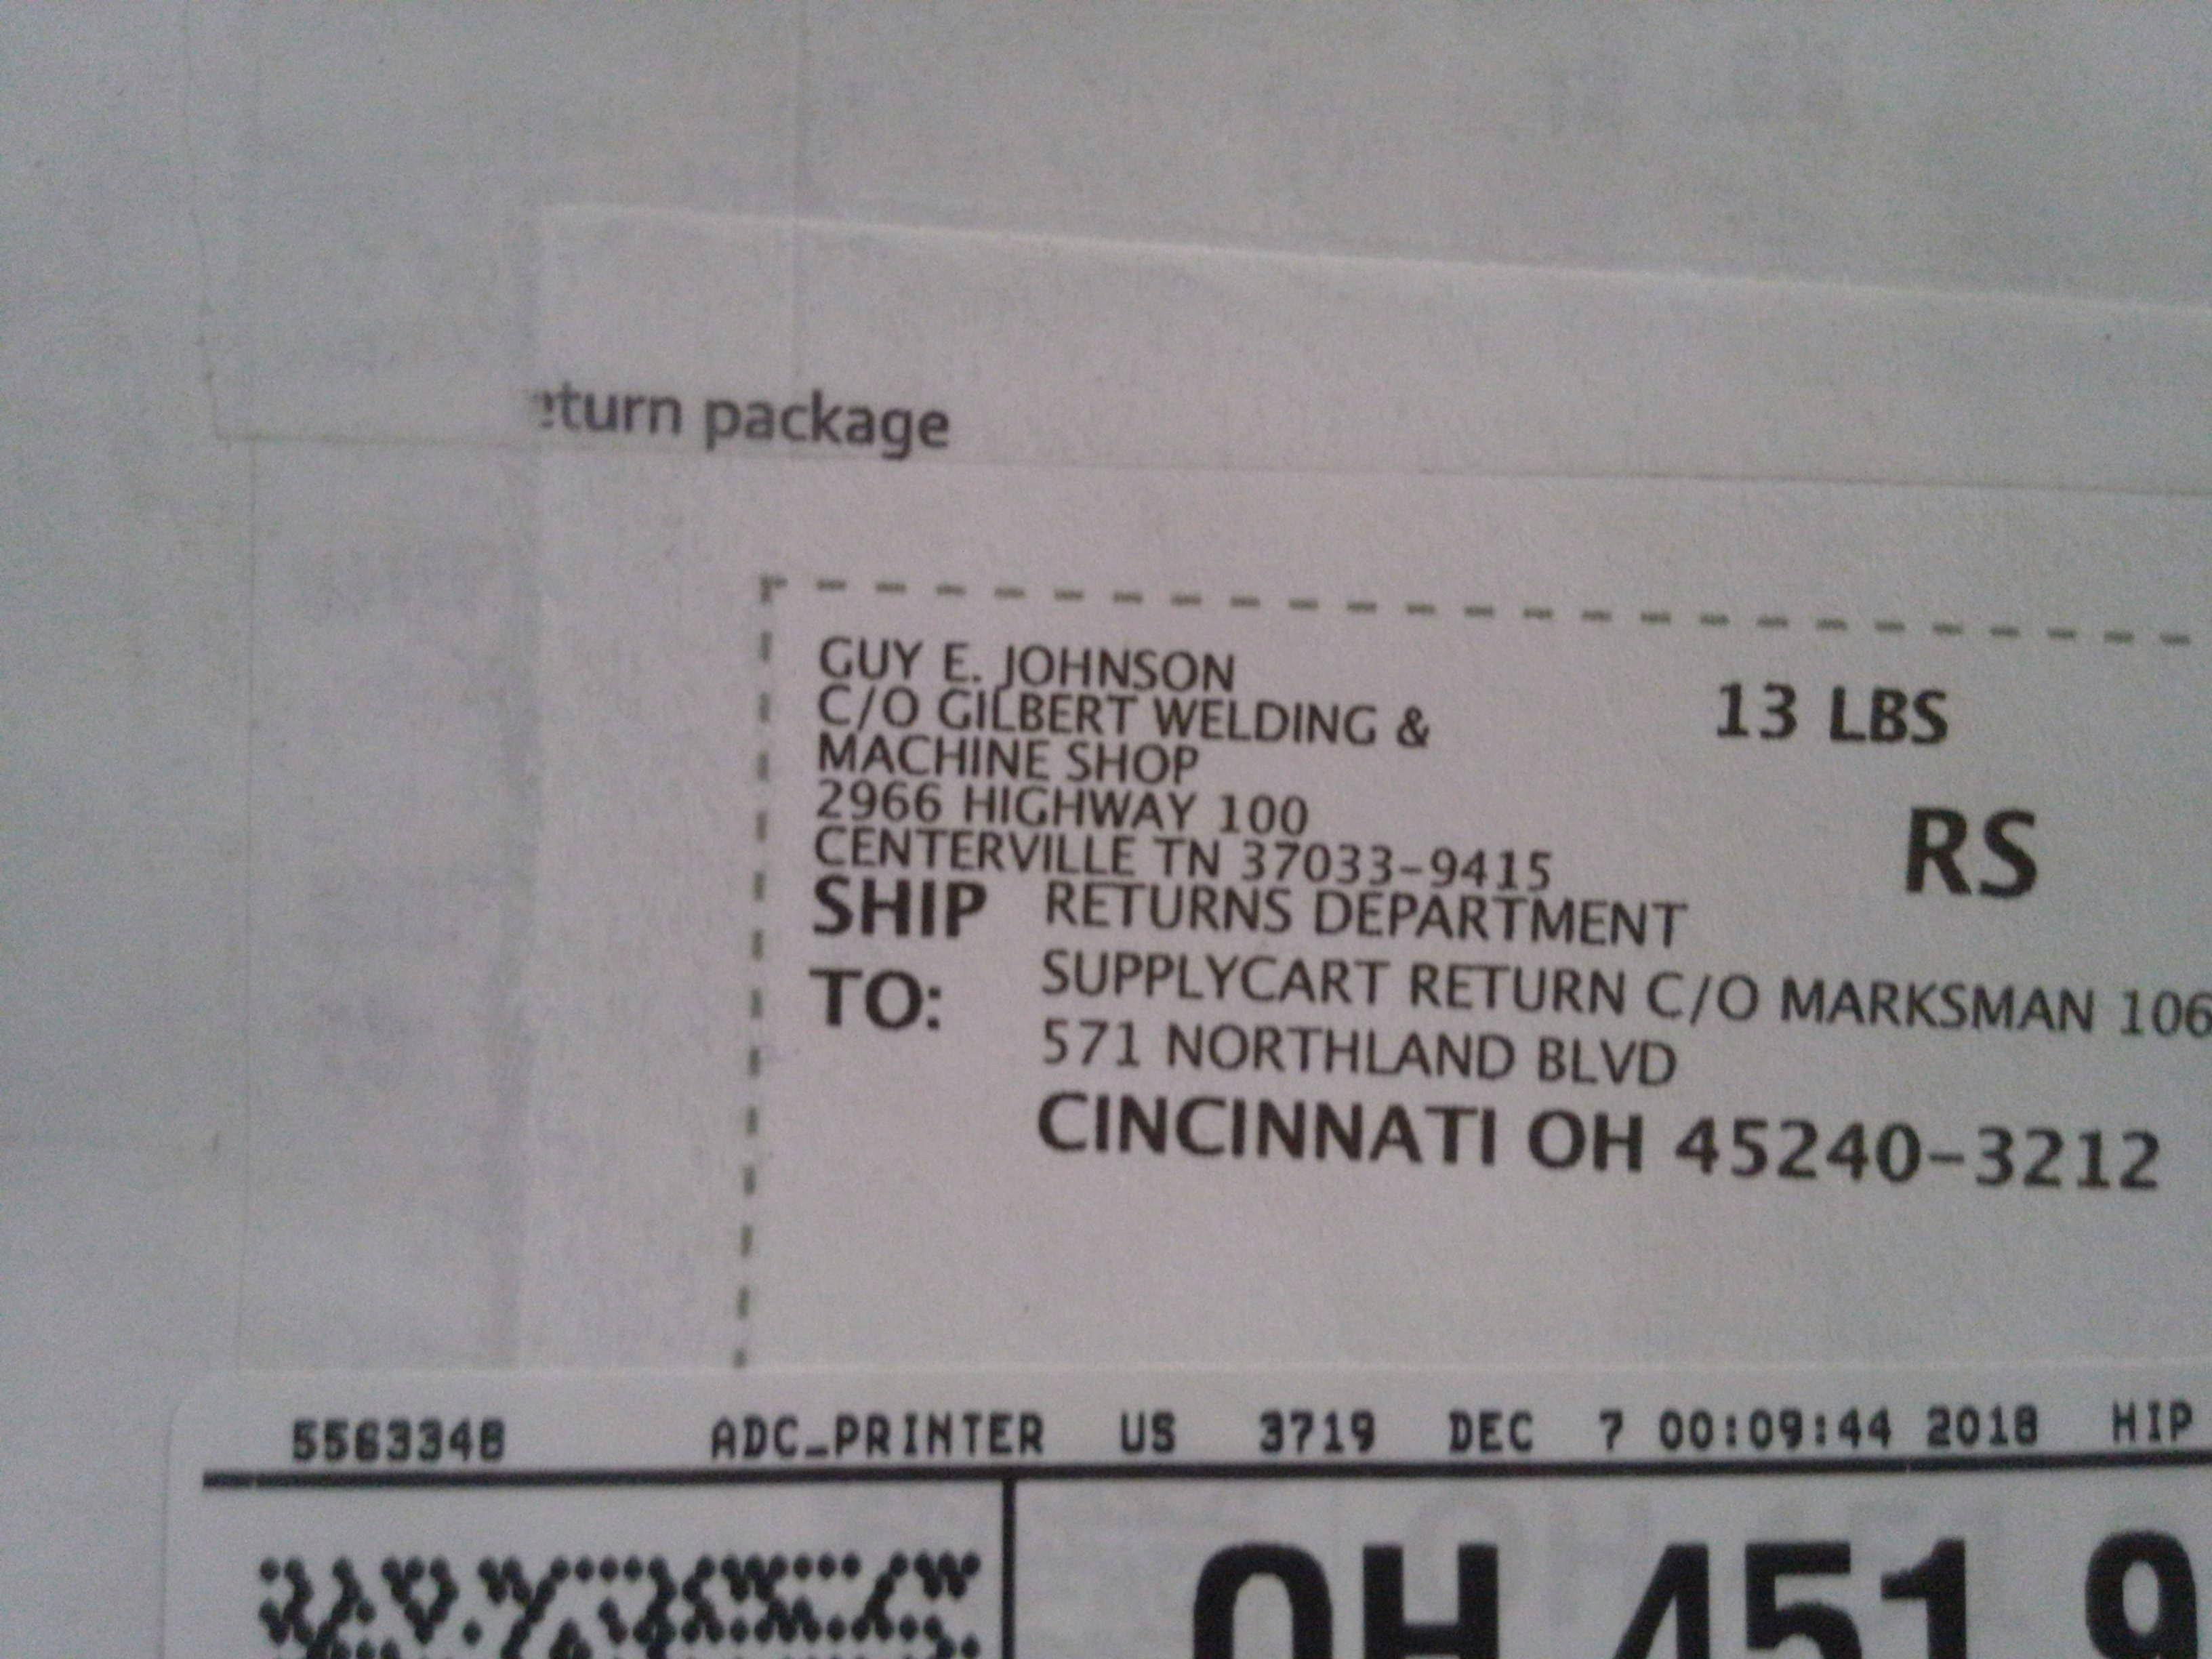 eturn package
GUY E. JOHNSON
C/O GILBERT WELDING &
MACHINE SHOP
2966 HIGHWAY 100
CENTERVILLE TN 37033-9415
13 LBS
RS
SHIP TO:
RETURNS DEPARTMENT
SUPPLYCART RETURN C/O MARKSMAN 106
571 NORTHLAND BLVD
CINCINNATI OH 45240-3212
5563348 ADC_PRINTER US 3719 DEC 7 00:09:44 2018 HIP
OH 451 9